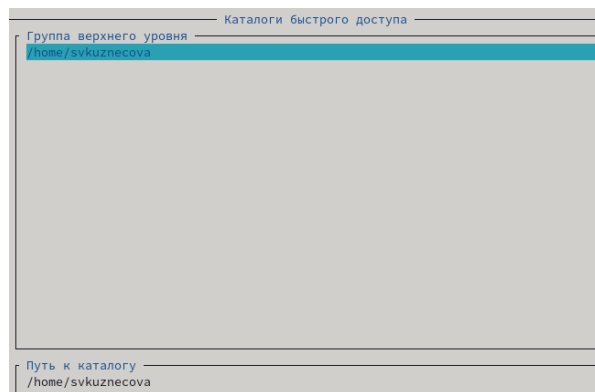 Каталоги быстрого доступа
Группа верхнего уровня
/home/svkuznecova
Путь к каталогу
/home/svkuznecova